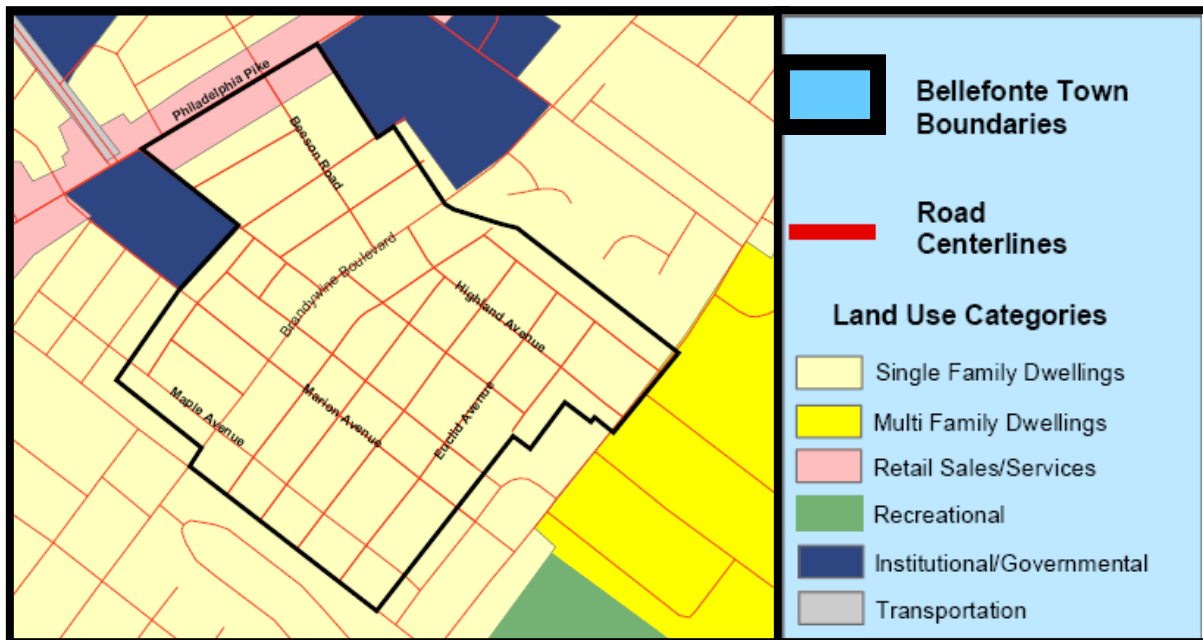 Philadelphia Pike
Beeson Road
Brandywine Boulevard
Highland Avenue
Maple Avenue
Marion Avenue
Euclid Avenue
Bellefonte Town
Boundaries
Road
Centerlines
Land Use Categories
Single Family Dwellings
Multi Family Dwellings
Retail Sales/Services
Recreational
Institutional/Governmental
Transportation